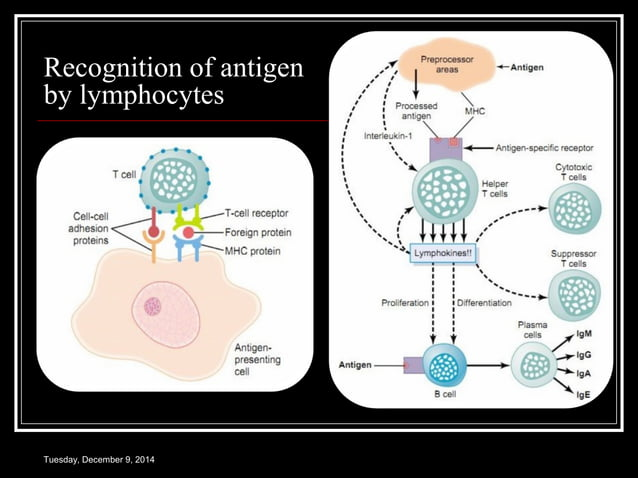 Recognition of antigen
by lymphocytes
T cell
Cell-cell
adhesion
proteins
T-cell receptor
Foreign protein
MHC protein
Antigen-
presenting
cell
Preprocessor
areas
Antigen
Processed
antigen
MHC
Interleukin-1
Antigen-specific receptor
Cytotoxic
T cells
Helper
T cells
Lymphokines!!
Suppressor
T cells
Proliferation
Differentiation
Plasma
cells
IgM
IgG
IgA
IgE
Antigen
B cell
Tuesday, December 9, 2014